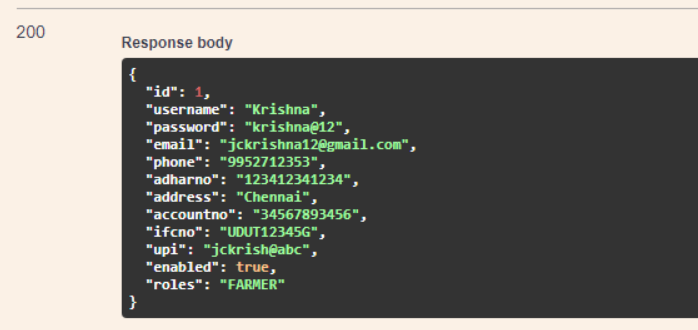 200
Response body
{
"id": 1,
"username": "Krishna",
"password": "krishna@12",
"email": "jckrishna12@gmail.com",
"phone": "9952712353",
"adharno": "123412341234",
"address": "Chennai",
"accountno": "34567893456",
"ifcno": "UDUT12345G",
"upi": "jckrish@abc",
"enabled": true,
"roles": "FARMER"
}